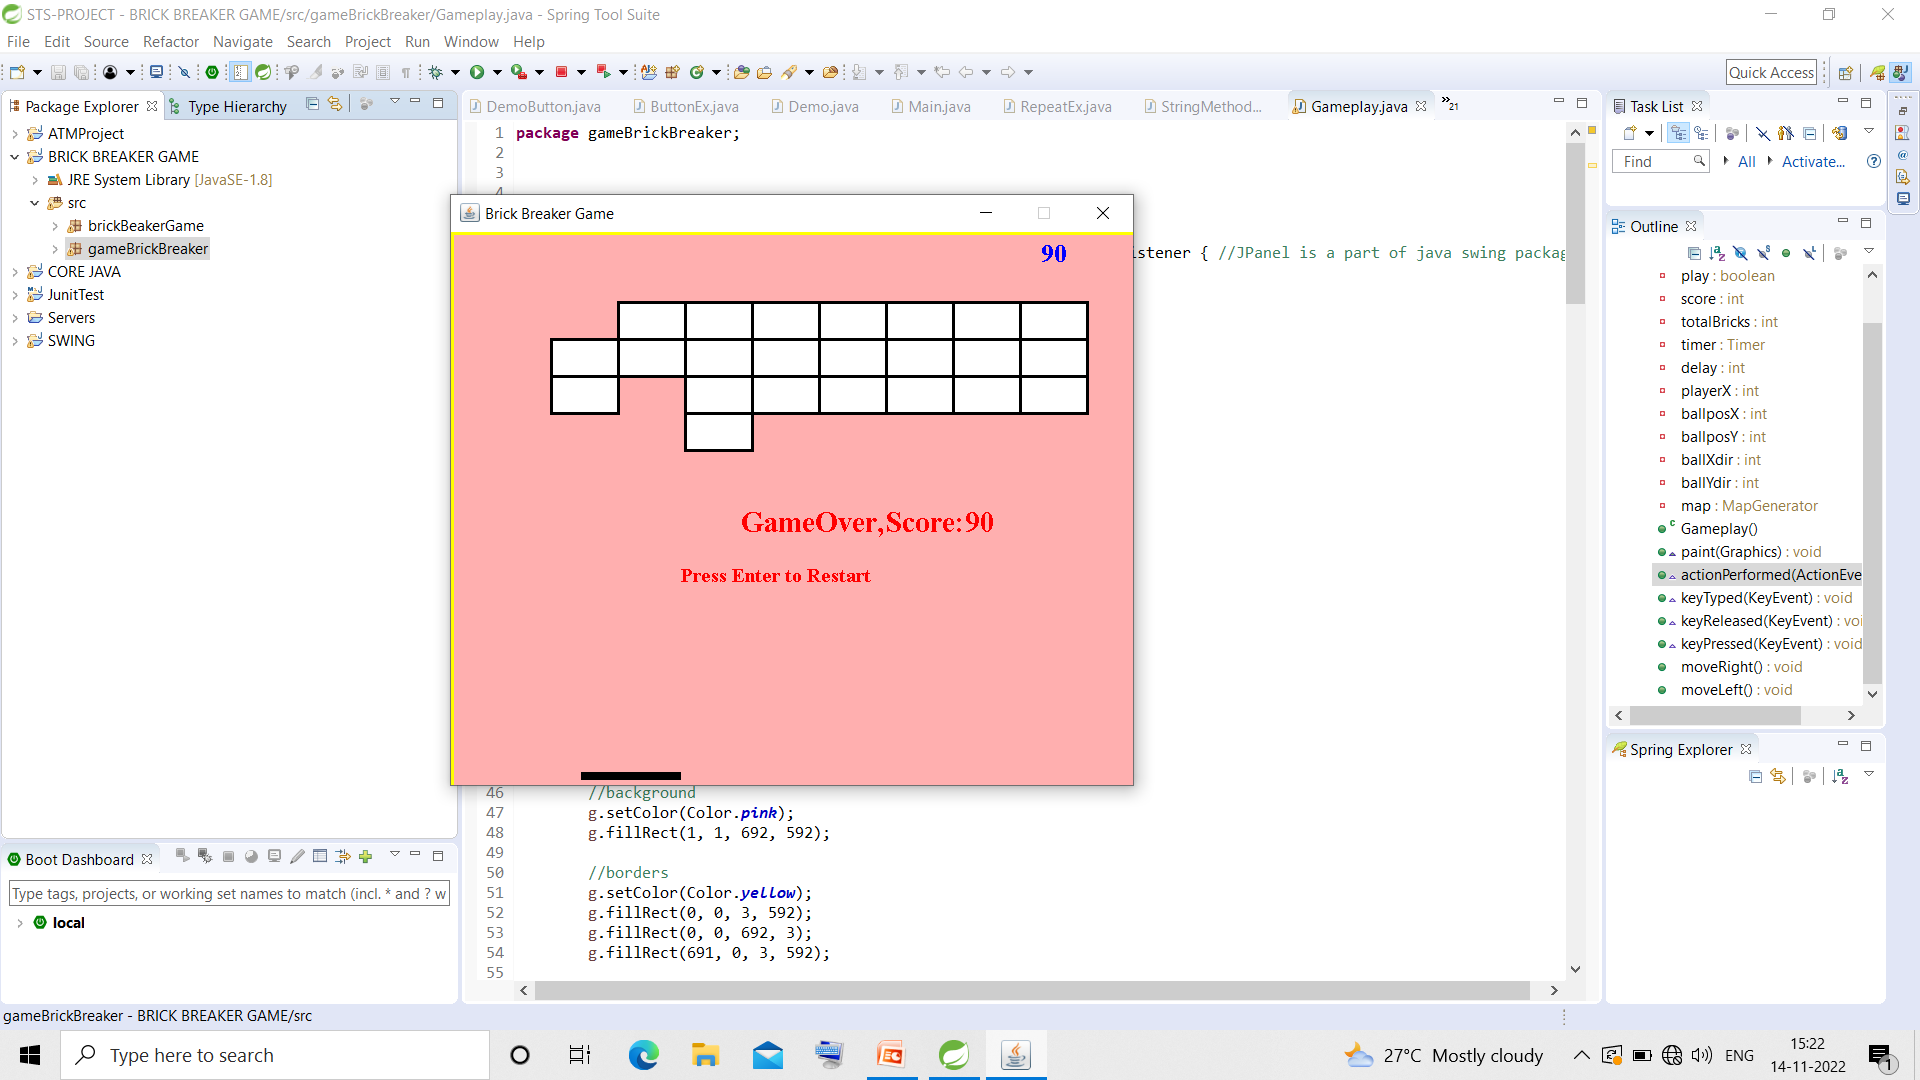 STS-PROJECT - BRICK BREAKER GAME/src/gameBrickBreaker/Gameplay.java - Spring Tool Suite
File Edit Source Refactor Navigate Search Project Run Window Help
Quick Access
Package Explorer Type Hierarchy
ATMProject
BRICK BREAKER GAME
JRE System Library [JavaSE-1.8]
src
brickBeakerGame
gameBrickBreaker
CORE JAVA
JunitTest
Servers
SWING
DemoButton.java ButtonEx.java Demo.java Main.java RepeatEx.java StringMethod... Gameplay.java »21
1 package gameBrickBreaker;
2
3
4
istener { //JPanel is a part of java swing packag
Brick Breaker Game
90
GameOver,Score:90
Press Enter to Restart
46 //background
47 g.setColor(Color.pink);
48 g.fillRect(1, 1, 692, 592);
49
50 //borders
51 g.setColor(Color.yellow);
52 g.fillRect(0, 0, 3, 592);
53 g.fillRect(0, 0, 692, 3);
54 g.fillRect(691, 0, 3, 592);
55
Task List
Find All Activate...
Outline
play : boolean
score : int
totalBricks : int
timer : Timer
delay : int
playerX : int
ballposX : int
ballposY : int
ballXdir : int
ballYdir : int
map : MapGenerator
Gameplay()
paint(Graphics) : void
actionPerformed(ActionEve
keyTyped(KeyEvent) : void
keyReleased(KeyEvent) : voi
keyPressed(KeyEvent) : void
moveRight() : void
moveLeft() : void
Spring Explorer
Boot Dashboard
Type tags, projects, or working set names to match (incl. * and ? w
local
gameBrickBreaker - BRICK BREAKER GAME/src
Type here to search
27°C Mostly cloudy
ENG
15:22
14-11-2022
1